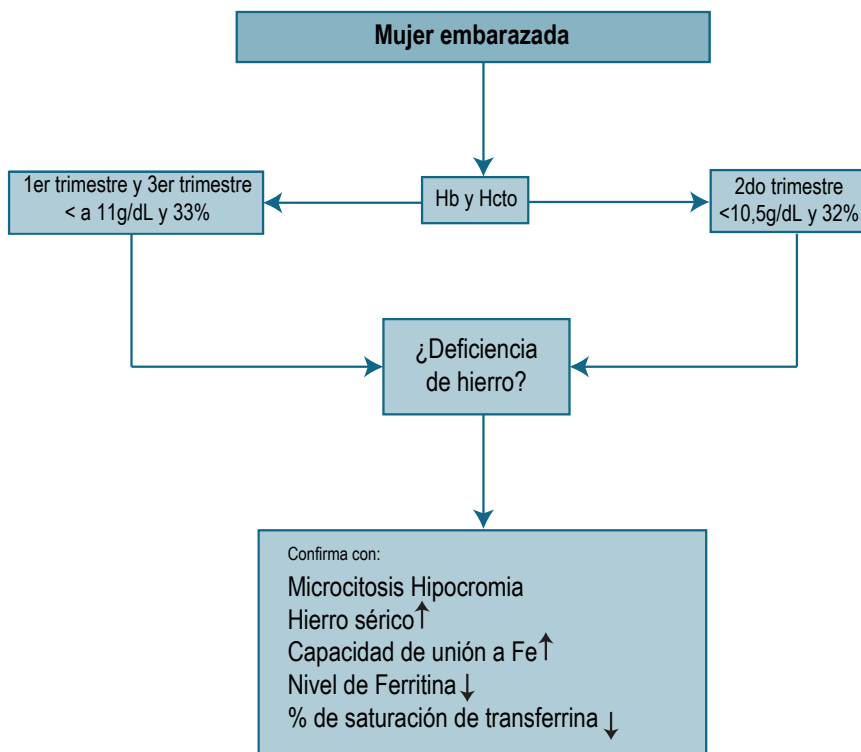 Mujer embarazada
1er trimestre y 3er trimestre
< a 11g/dL y 33%
Hb y Hcto
2do trimestre
<10,5g/dL y 32%
¿Deficiencia
de hierro?
Confirma con:
Microcitosis Hipocromia
Hierro sérico↑
Capacidad de unión a Fe↑
Nivel de Ferritina↓
% de saturación de transferrina↓